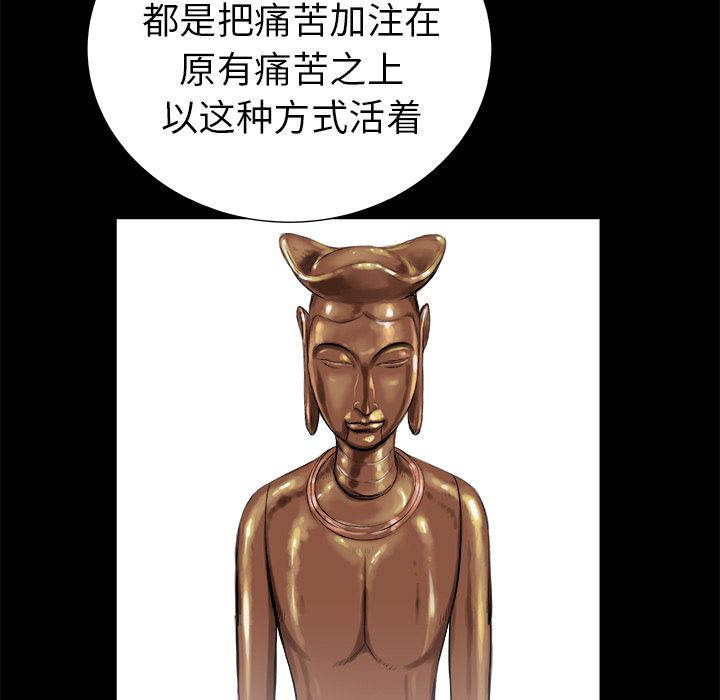 都是把痛苦加注在
原有痛苦之上
以这种方式活着